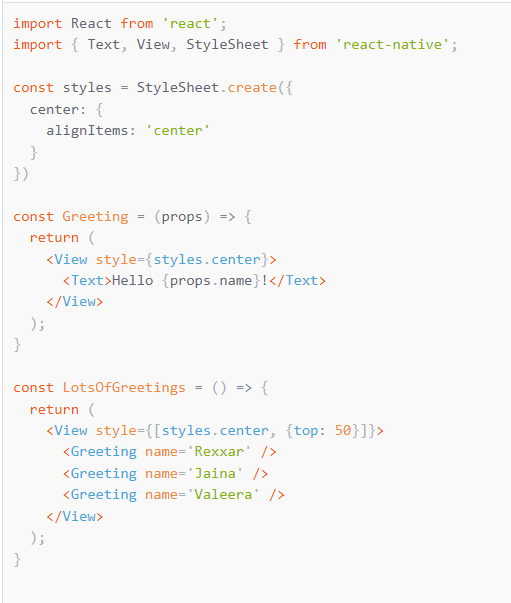 import React from 'react';
import { Text, View, StyleSheet } from 'react-native';

const styles = StyleSheet.create({
  center: {
    alignItems: 'center'
  }
})

const Greeting = (props) => {
  return (
    <View style={styles.center}>
      <Text>Hello {props.name}!</Text>
    </View>
  );
}

const LotsOfGreetings = () => {
  return (
    <View style={[styles.center, {top: 50}]}>
      <Greeting name='Rexxar' />
      <Greeting name='Jaina' />
      <Greeting name='Valeera' />
    </View>
  );
}